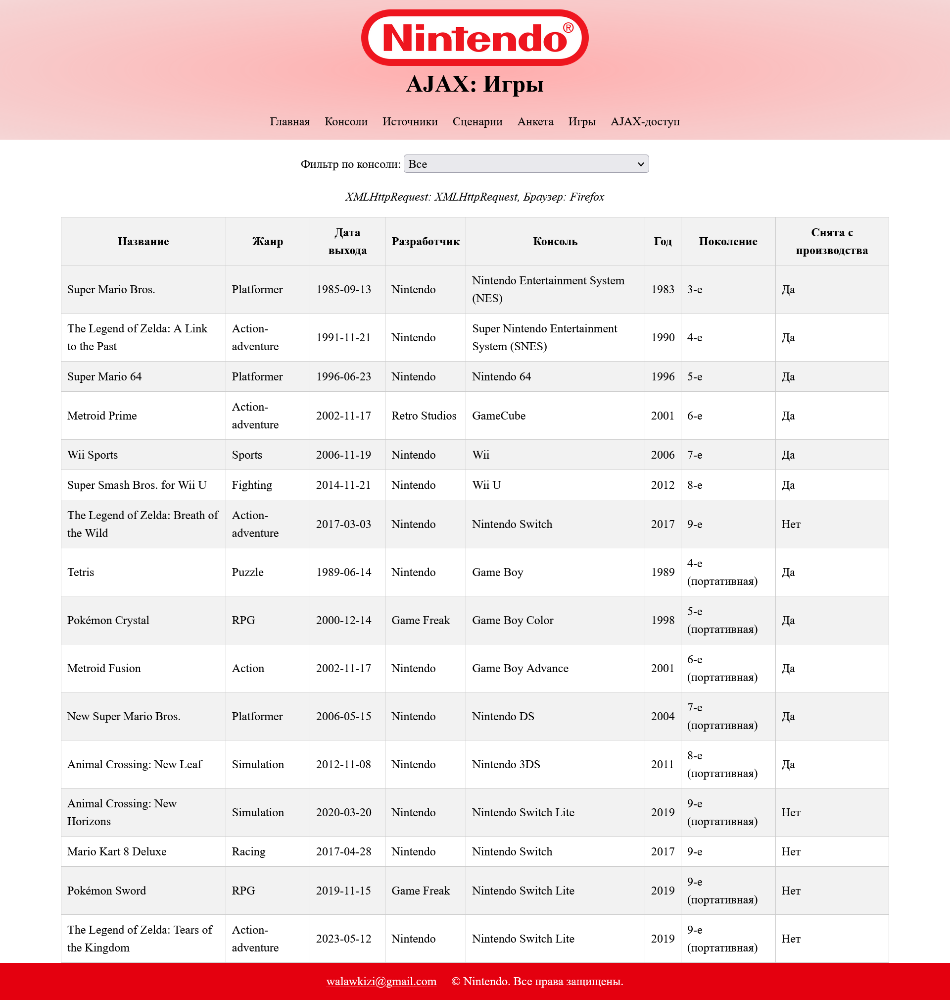 Nintendo®
AJAX: Игры
Главная Консоли Источники Сценарии Анкета Игры AJAX-доступ
Фильтр по консоли: Все
XMLHttpRequest: XMLHttpRequest, Браузер: Firefox
Название Жанр Дата выхода Разработчик Консоль Год Поколение Снята с производства
Super Mario Bros. Platformer 1985-09-13 Nintendo Nintendo Entertainment System (NES) 1983 3-е Да
The Legend of Zelda: A Link to the Past Action-adventure 1991-11-21 Nintendo Super Nintendo Entertainment System (SNES) 1990 4-е Да
Super Mario 64 Platformer 1996-06-23 Nintendo Nintendo 64 1996 5-е Да
Metroid Prime Action-adventure 2002-11-17 Retro Studios GameCube 2001 6-е Да
Wii Sports Sports 2006-11-19 Nintendo Wii 2006 7-е Да
Super Smash Bros. for Wii U Fighting 2014-11-21 Nintendo Wii U 2012 8-е Да
The Legend of Zelda: Breath of the Wild Action-adventure 2017-03-03 Nintendo Nintendo Switch 2017 9-е Нет
Tetris Puzzle 1989-06-14 Nintendo Game Boy 1989 4-е (портативная) Да
Pokémon Crystal RPG 2000-12-14 Game Freak Game Boy Color 1998 5-е (портативная) Да
Metroid Fusion Action 2002-11-17 Nintendo Game Boy Advance 2001 6-е (портативная) Да
New Super Mario Bros. Platformer 2006-05-15 Nintendo Nintendo DS 2004 7-е (портативная) Да
Animal Crossing: New Leaf Simulation 2012-11-08 Nintendo Nintendo 3DS 2011 8-е (портативная) Да
Animal Crossing: New Horizons Simulation 2020-03-20 Nintendo Nintendo Switch Lite 2019 9-е (портативная) Нет
Mario Kart 8 Deluxe Racing 2017-04-28 Nintendo Nintendo Switch 2017 9-е Нет
Pokémon Sword RPG 2019-11-15 Game Freak Nintendo Switch Lite 2019 9-е (портативная) Нет
The Legend of Zelda: Tears of the Kingdom Action-adventure 2023-05-12 Nintendo Nintendo Switch Lite 2019 9-е (портативная) Нет
walawkizi@gmail.com © Nintendo. Все права защищены.